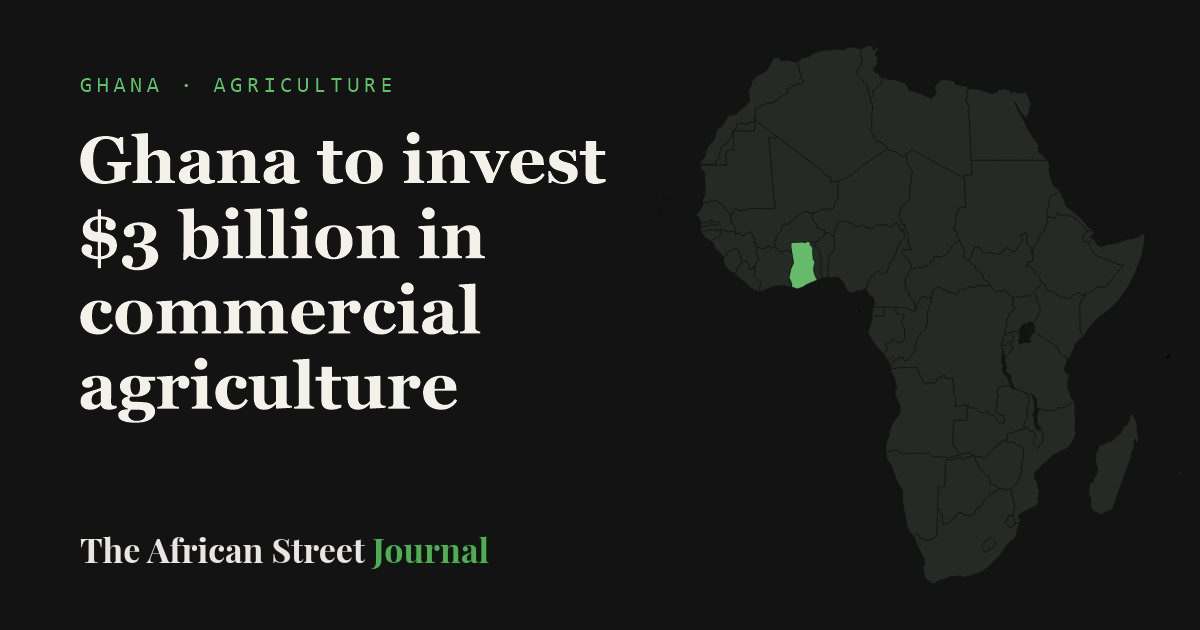 GHANA · AGRICULTURE
Ghana to invest
$3 billion in
commercial
agriculture
The African Street Journal